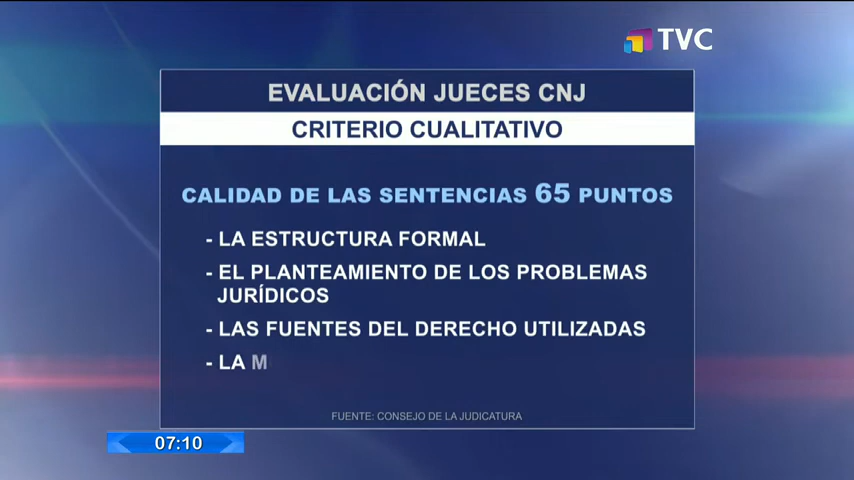 TVC
EVALUACIÓN JUECES CNJ
CRITERIO CUALITATIVO
CALIDAD DE LAS SENTENCIAS 65 PUNTOS
- LA ESTRUCTURA FORMAL
- EL PLANTEAMIENTO DE LOS PROBLEMAS
JURÍDICOS
- LAS FUENTES DEL DERECHO UTILIZADAS
- LA M
FUENTE: CONSEJO DE LA JUDICATURA
07:10